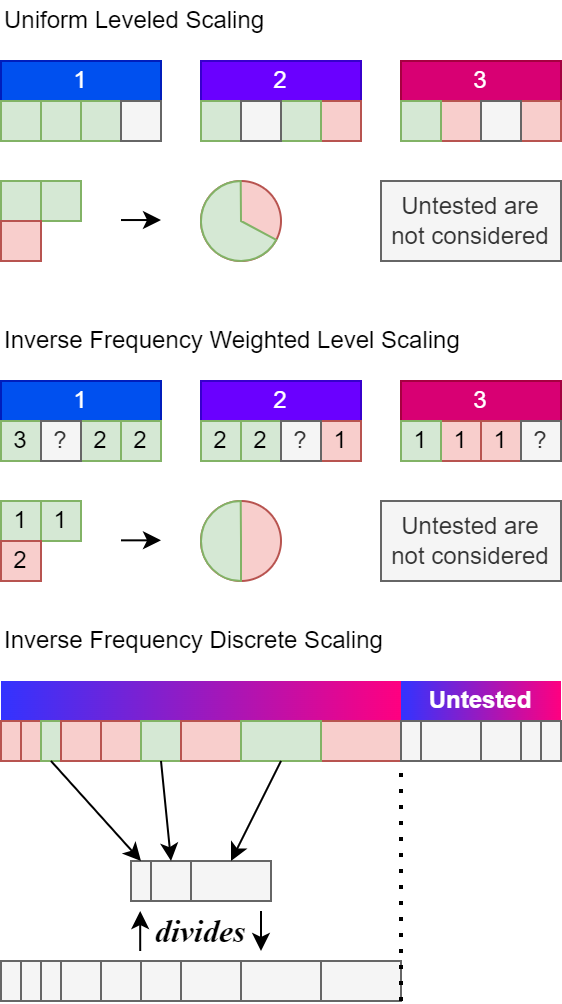 Uniform Leveled Scaling
1 2 3
Untested are
not considered
Inverse Frequency Weighted Level Scaling
1 2 3
3 ? 2 2 2 2 ? 1 1 1 1 ?
1 1
2
Untested are
not considered
Inverse Frequency Discrete Scaling
Untested
divides